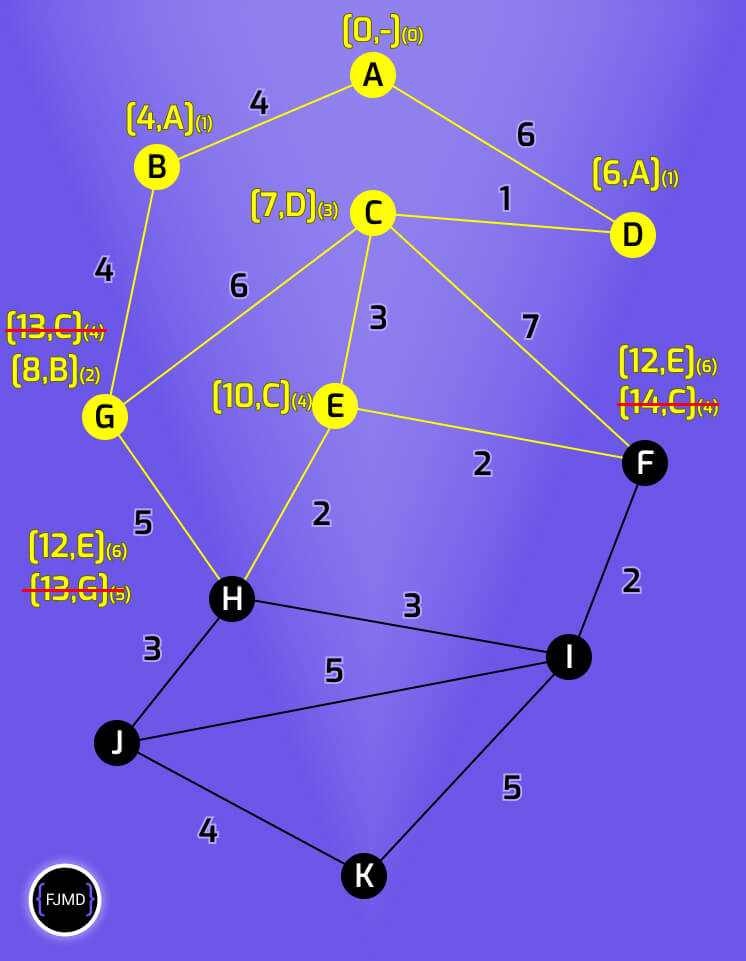 [0,-](0)
A
4
[4,A](1)
6
B
[6,A](1)
[7,D](3)
C
1
D
4
6
3
7
[13,C](4)
[8,B](2)
[12,E](6)
[14,C](4)
[10,C](4)
E
G
2
F
5
2
[12,E](6)
[13,G](5)
H
3
2
3
5
I
J
5
4
K
{FJMD}